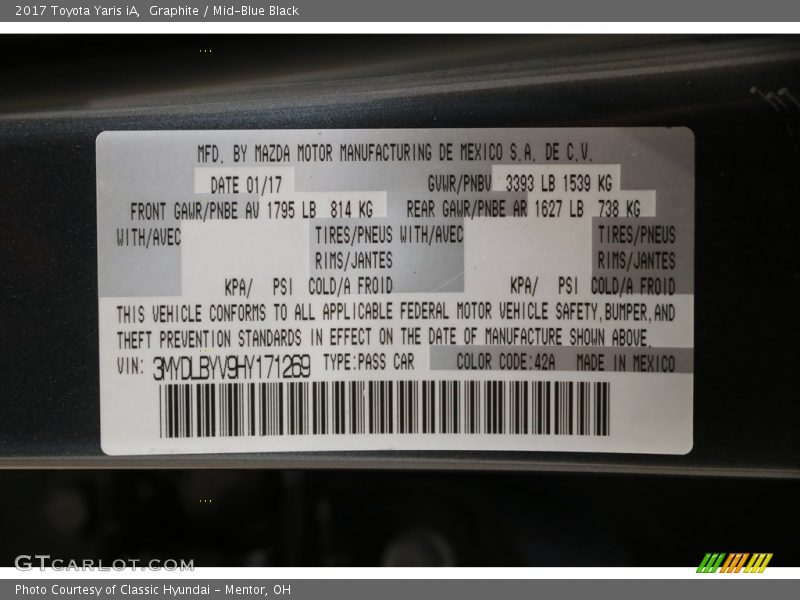 2017 Toyota Yaris iA, Graphite / Mid-Blue Black
MFD. BY MAZDA MOTOR MANUFACTURING DE MEXICO S.A. DE C.V.
DATE 01/17 GVWR/PNBV 3393 LB 1539 KG
FRONT GAWR/PNBE AV 1795 LB 814 KG REAR GAWR/PNBE AR 1627 LB 738 KG
WITH/AVEC TIRES/PNEUS WITH/AVEC TIRES/PNEUS
RIMS/JANTES RIMS/JANTES
KPA/ PSI COLD/A FROID KPA/ PSI COLD/A FROID
THIS VEHICLE CONFORMS TO ALL APPLICABLE FEDERAL MOTOR VEHICLE SAFETY,BUMPER,AND
THEFT PREVENTION STANDARDS IN EFFECT ON THE DATE OF MANUFACTURE SHOWN ABOVE.
VIN: 3MYDLBYV9HY171269 TYPE:PASS CAR COLOR CODE:42A MADE IN MEXICO
GTCARLOT.COM
Photo Courtesy of Classic Hyundai - Mentor, OH